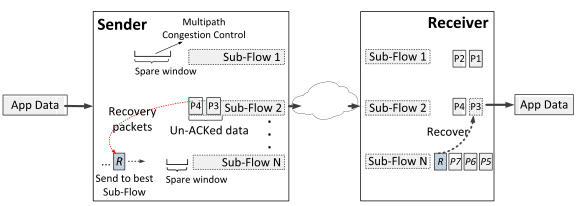 Sender
Multipath
Congestion Control
Sub-Flow 1
Spare window
App Data
Recovery
packets
P4 P3
Sub-Flow 2
Un-ACKed data
... R
Send to best
Sub-Flow
Spare window
Sub-Flow N
Receiver
Sub-Flow 1
P2 P1
Sub-Flow 2
P4 P3
App Data
Recover
Sub-Flow N
R P7 P6 P5